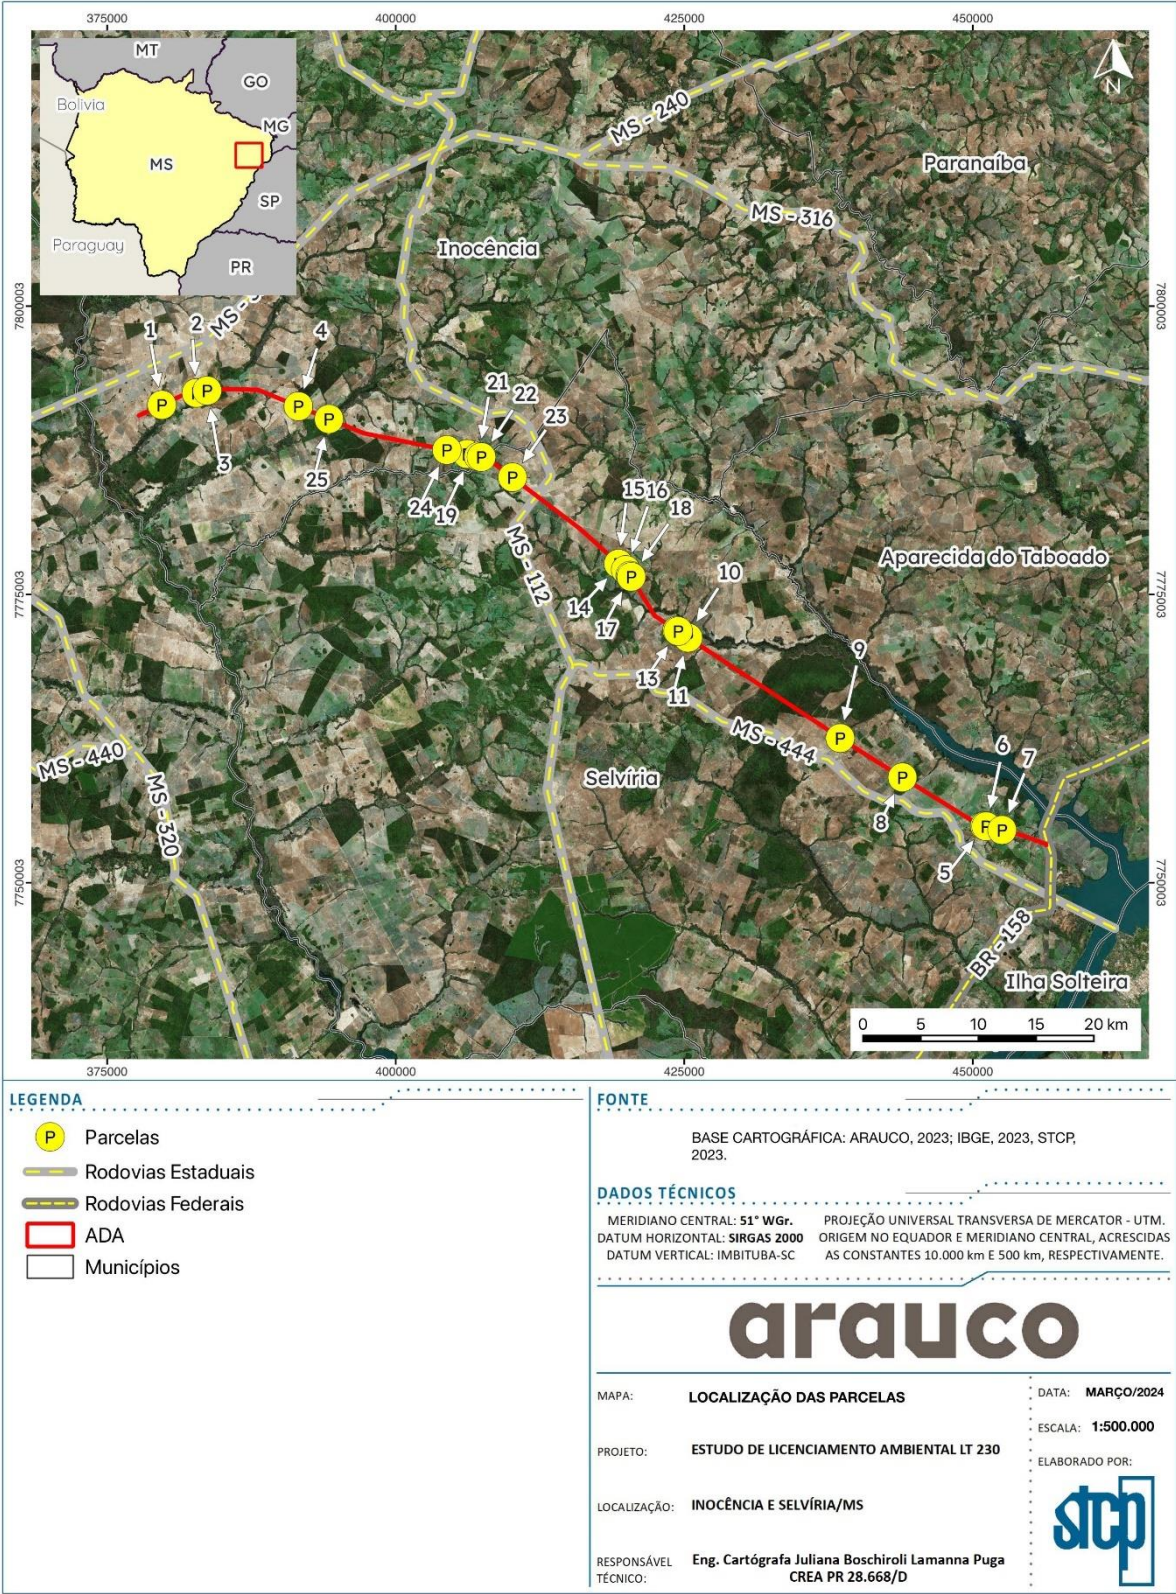 375000
400000
425000
450000
MT
GO
Bolivia
MG
MS
SP
Paraguay
PR
N
MS - 240
Paranaíba
MS - 316
Inocência
7800003
7800003
MS - 3
1
2
4
21
22
23
P
P
P
P
P
P
P
3
25
24
19
15
16
18
MS - 112
Aparecida do Taboado
10
7775003
7775003
14
17
P
P
13
11
9
MS - 444
P
MS - 440
MS - 320
Selvíria
P
6
7
8
P
P
5
7750003
7750003
BR - 158
Ilha Solteira
0
5
10
15
20 km
375000
400000
425000
450000
LEGENDA
P Parcelas
Rodovias Estaduais
Rodovias Federais
ADA
Municípios
FONTE
BASE CARTOGRÁFICA: ARAUCO, 2023; IBGE, 2023, STCP,
2023.
DADOS TÉCNICOS
MERIDIANO CENTRAL: 51° WGr.
DATUM HORIZONTAL: SIRGAS 2000
DATUM VERTICAL: IMBITUBA-SC
PROJEÇÃO UNIVERSAL TRANSVERSA DE MERCATOR - UTM.
ORIGEM NO EQUADOR E MERIDIANO CENTRAL, ACRESCIDAS
AS CONSTANTES 10.000 km E 500 km, RESPECTIVAMENTE.
arauco
MAPA: LOCALIZAÇÃO DAS PARCELAS
PROJETO: ESTUDO DE LICENCIAMENTO AMBIENTAL LT 230
LOCALIZAÇÃO: INOCÊNCIA E SELVÍRIA/MS
RESPONSÁVEL
TÉCNICO:
Eng. Cartógrafa Juliana Boschiroli Lamanna Puga
CREA PR 28.668/D
DATA: MARÇO/2024
ESCALA: 1:500.000
ELABORADO POR:
stcp